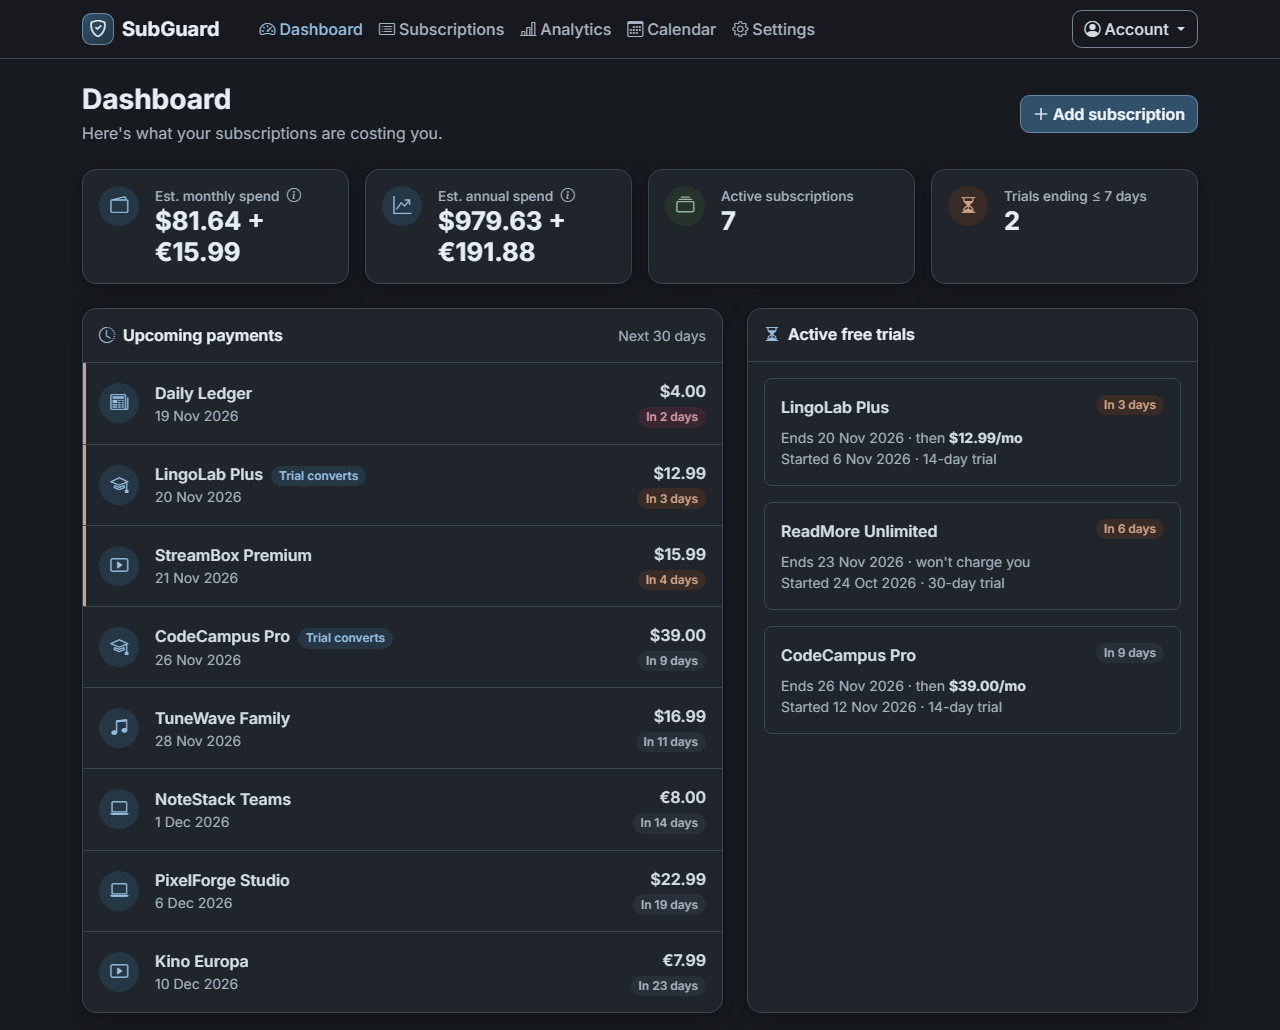 SubGuard
Dashboard
Subscriptions
Analytics
Calendar
Settings
Account
Dashboard
Here's what your subscriptions are costing you.
+ Add subscription
Est. monthly spend
$81.64 +
€15.99
Est. annual spend
$979.63 +
€191.88
Active subscriptions
7
Trials ending ≤ 7 days
2
Upcoming payments
Next 30 days
Daily Ledger
19 Nov 2026
$4.00
In 2 days
LingoLab Plus Trial converts
20 Nov 2026
$12.99
In 3 days
StreamBox Premium
21 Nov 2026
$15.99
In 4 days
CodeCampus Pro Trial converts
26 Nov 2026
$39.00
In 9 days
TuneWave Family
28 Nov 2026
$16.99
In 11 days
NoteStack Teams
1 Dec 2026
€8.00
In 14 days
PixelForge Studio
6 Dec 2026
$22.99
In 19 days
Kino Europa
10 Dec 2026
€7.99
In 23 days
Active free trials
LingoLab Plus
In 3 days
Ends 20 Nov 2026 · then $12.99/mo
Started 6 Nov 2026 · 14-day trial
ReadMore Unlimited
In 6 days
Ends 23 Nov 2026 · won't charge you
Started 24 Oct 2026 · 30-day trial
CodeCampus Pro
In 9 days
Ends 26 Nov 2026 · then $39.00/mo
Started 12 Nov 2026 · 14-day trial